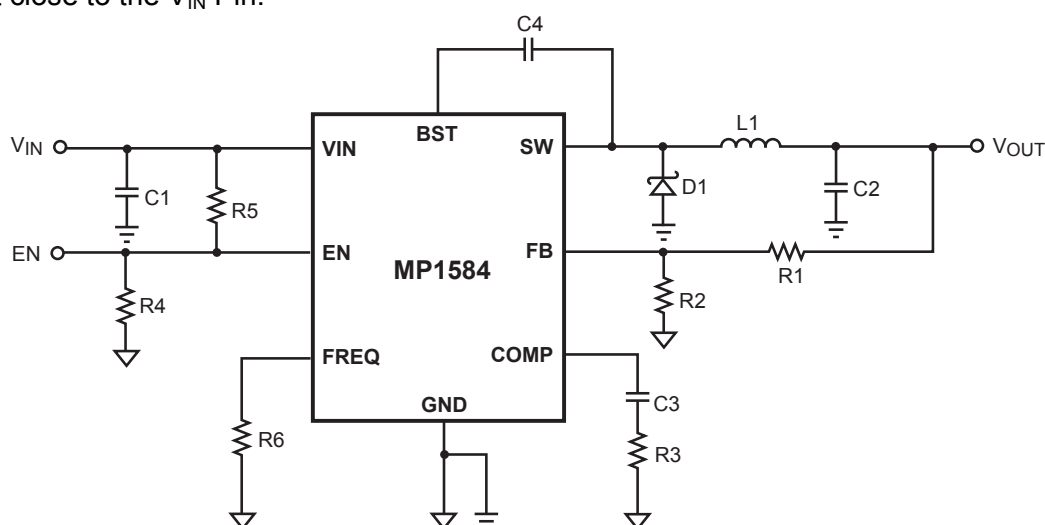 close to the VIN Pin.
C4
BST
VIN
VIN
SW
L1
VOUT
C1
R5
D1
C2
EN
EN
FB
MP1584
R1
R4
R2
FREQ
COMP
GND
C3
R6
R3